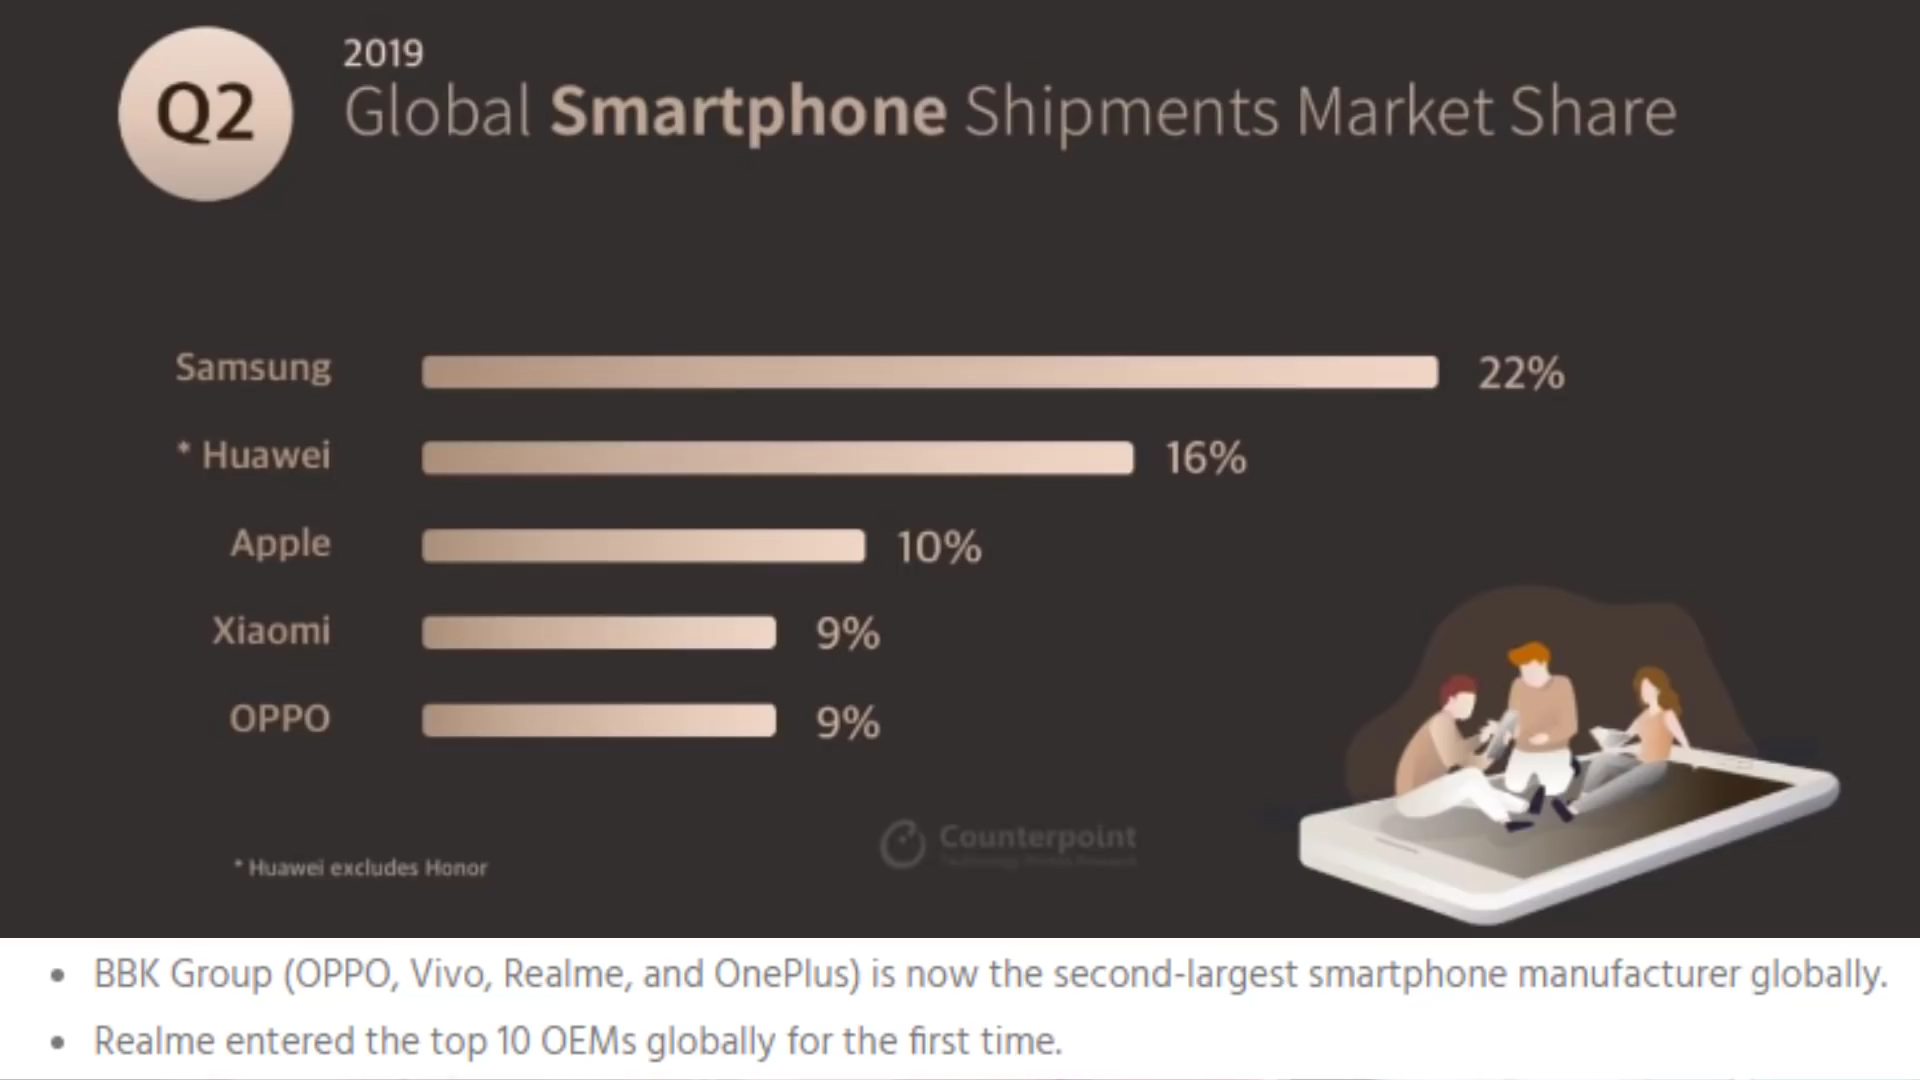 Q2
2019
Global Smartphone Shipments Market Share
Samsung 22%
* Huawei 16%
Apple 10%
Xiaomi 9%
OPPO 9%
* Huawei excludes Honor
Counterpoint
• BBK Group (OPPO, Vivo, Realme, and OnePlus) is now the second-largest smartphone manufacturer globally.
• Realme entered the top 10 OEMs globally for the first time.